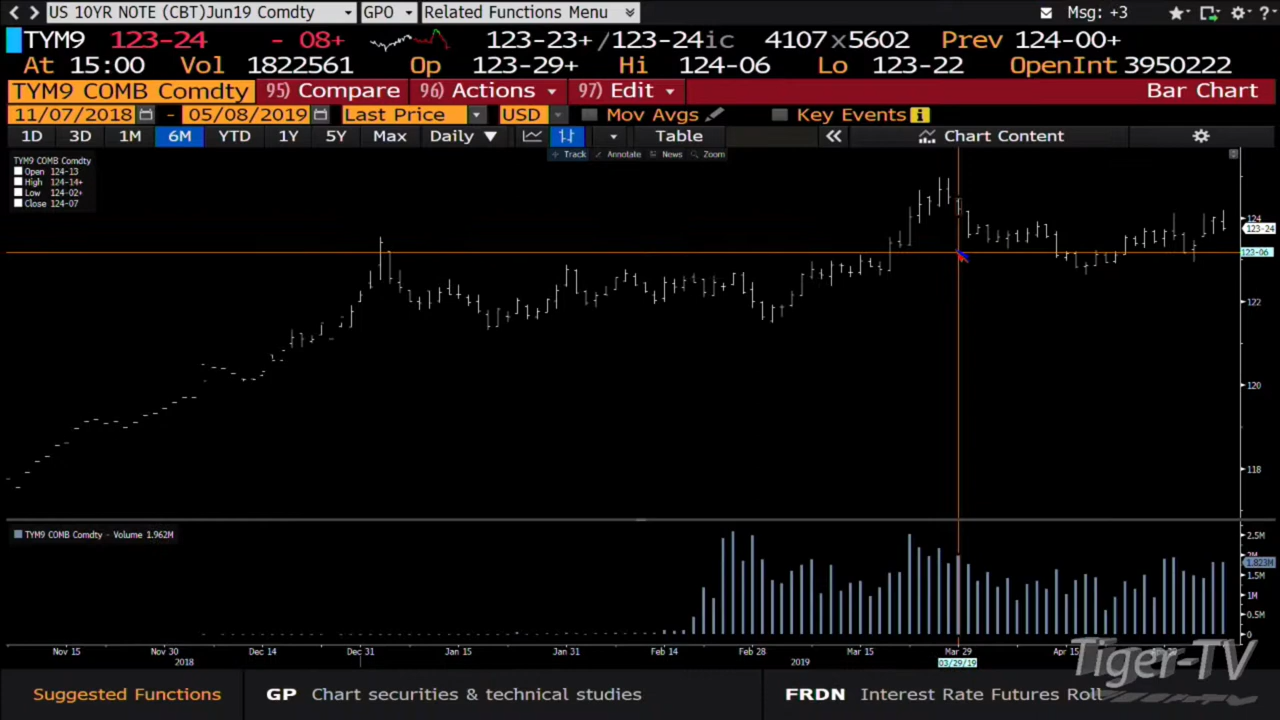 US 10YR NOTE (CBT)Jun19 Comdty GPO Related Functions Menu Msg: +3
TYM9 123-24 - 08+ 123-23+/123-24ic 4107x5602 Prev 124-00+
At 15:00 Vol 1822561 Op 123-29+ Hi 124-06 Lo 123-22 OpenInt 3950222
TYM9 COMB Comdty 95) Compare 96) Actions 97) Edit Bar Chart
11/07/2018 - 05/08/2019 Last Price USD Mov Avgs Key Events
1D 3D 1M 6M YTD 1Y 5Y Max Daily Table Chart Content
Track Annotate News Zoom
TYM9 COMB Comdty
Open 124-13
High 124-14+
Low 124-02+
Close 124-07
124
123-24
123-06
122
120
118
TYM9 COMB Comdty - Volume 1.962M
2.5M
2M
1.823M
1.5M
1M
0.5M
0
Nov 15 Nov 30 Dec 14 Dec 31 Jan 15 Jan 31 Feb 14 Feb 28 Mar 15 Mar 29 Apr 15
2018 2019 03/29/19
Tiger-TV
Suggested Functions GP Chart securities & technical studies FRDN Interest Rate Futures Roll